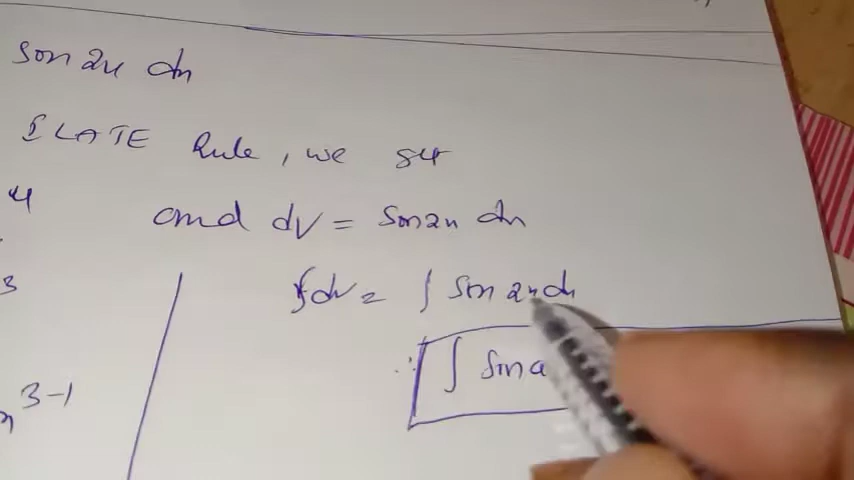 sin 2x dx
ILATE Rule, we get
4
and dv = sin2x dx
3
∫dv = ∫ sin 2x dx
∴ ∫ sin a
x^{3-1}